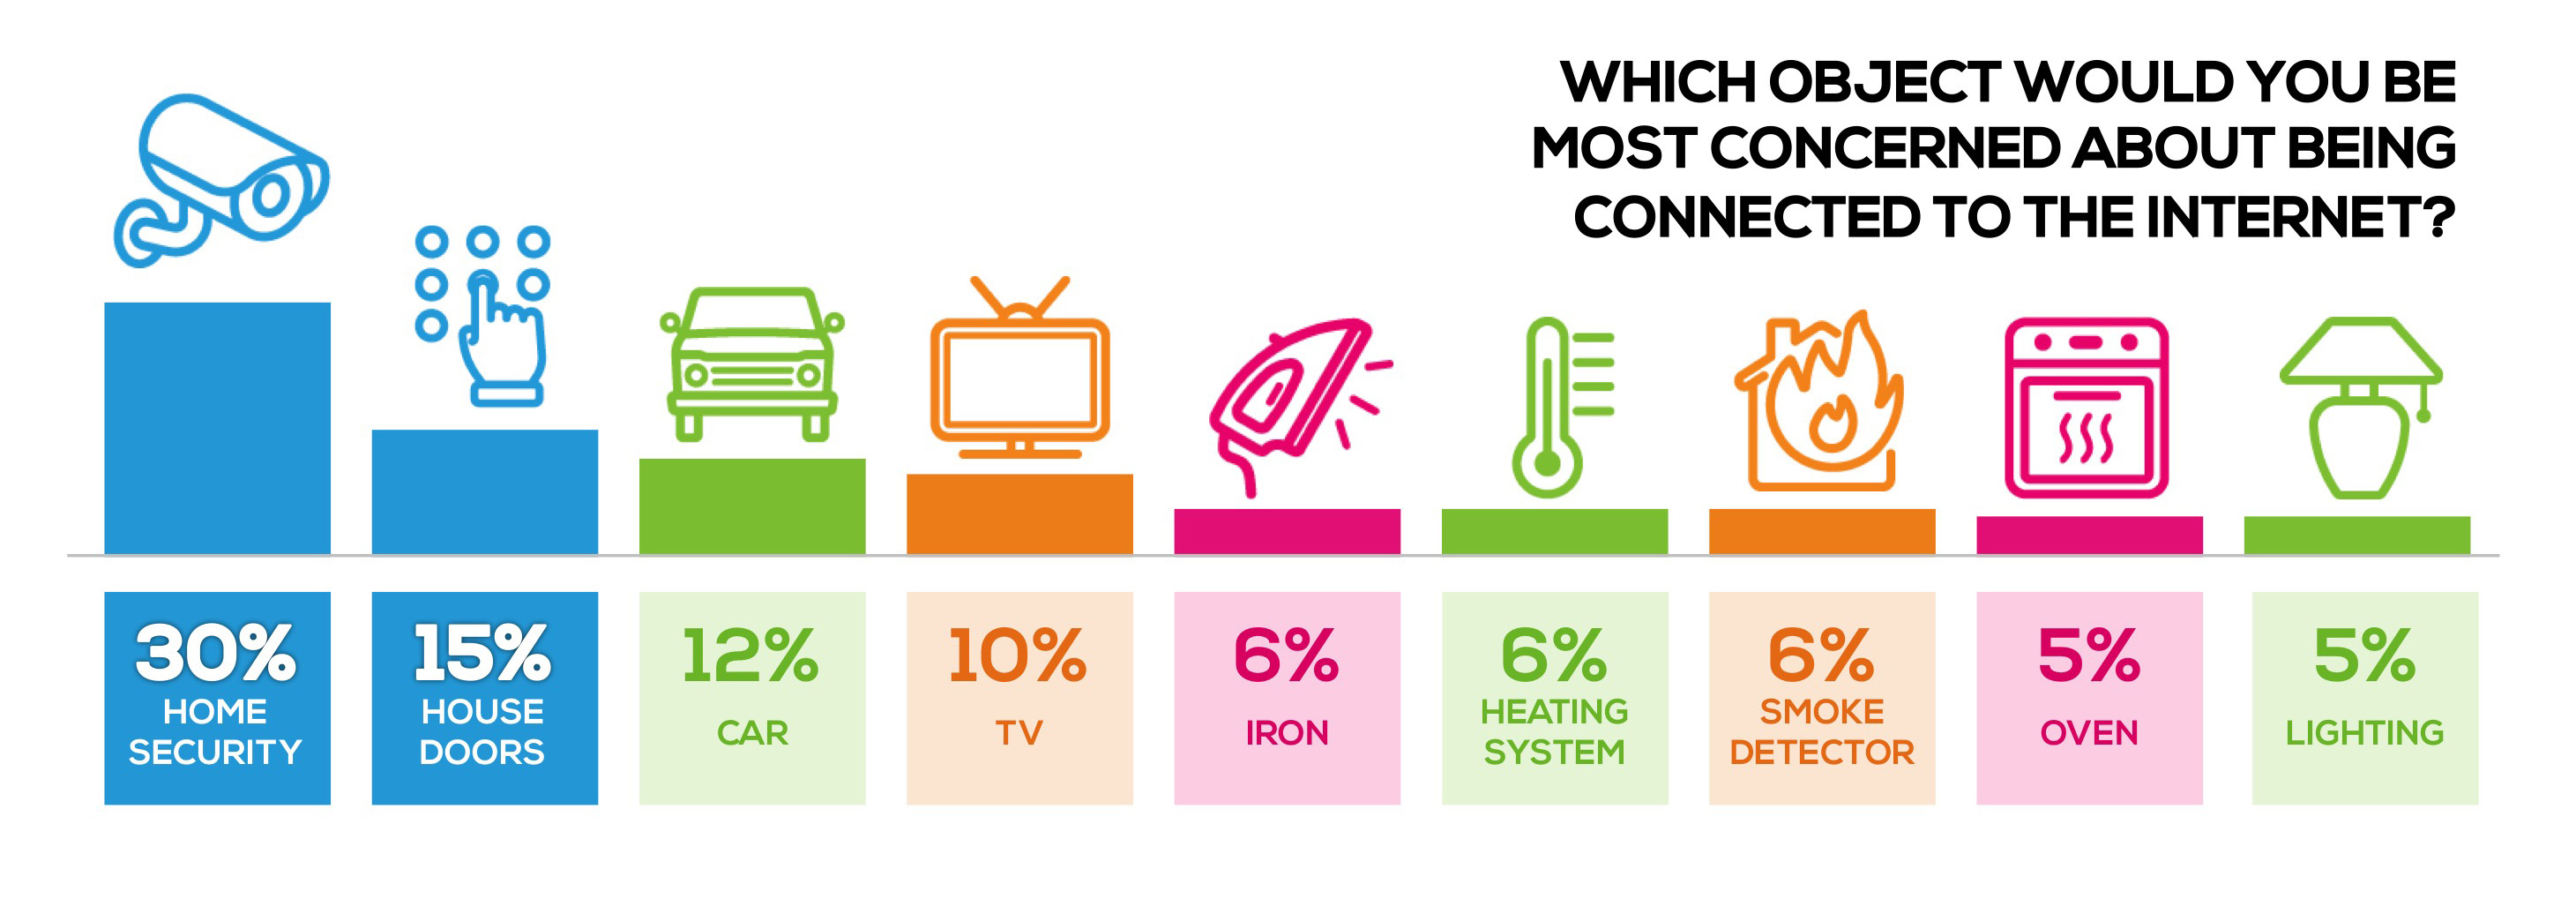 WHICH OBJECT WOULD YOU BE
MOST CONCERNED ABOUT BEING
CONNECTED TO THE INTERNET?
30%
HOME
SECURITY
15%
HOUSE
DOORS
12%
CAR
10%
TV
6%
IRON
6%
HEATING
SYSTEM
6%
SMOKE
DETECTOR
5%
OVEN
5%
LIGHTING